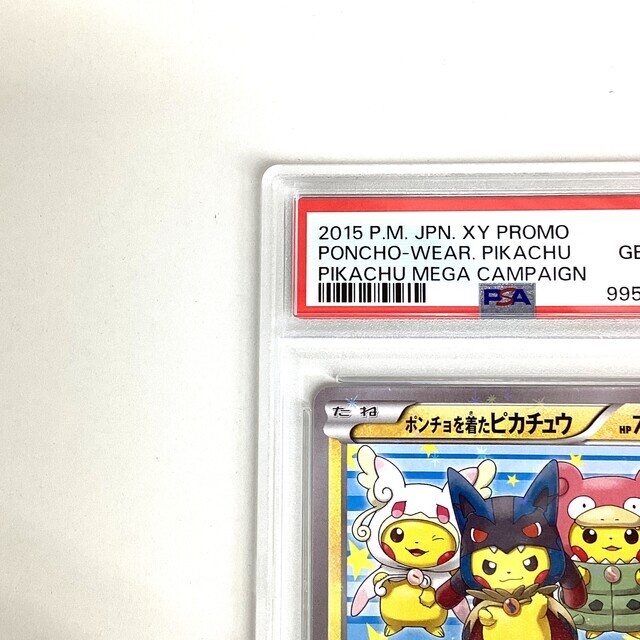 2015 P.M. JPN. XY PROMO
PONCHO-WEAR. PIKACHU
PIKACHU MEGA CAMPAIGN
PSA
たね
ポンチョを着たピカチュウ
HP